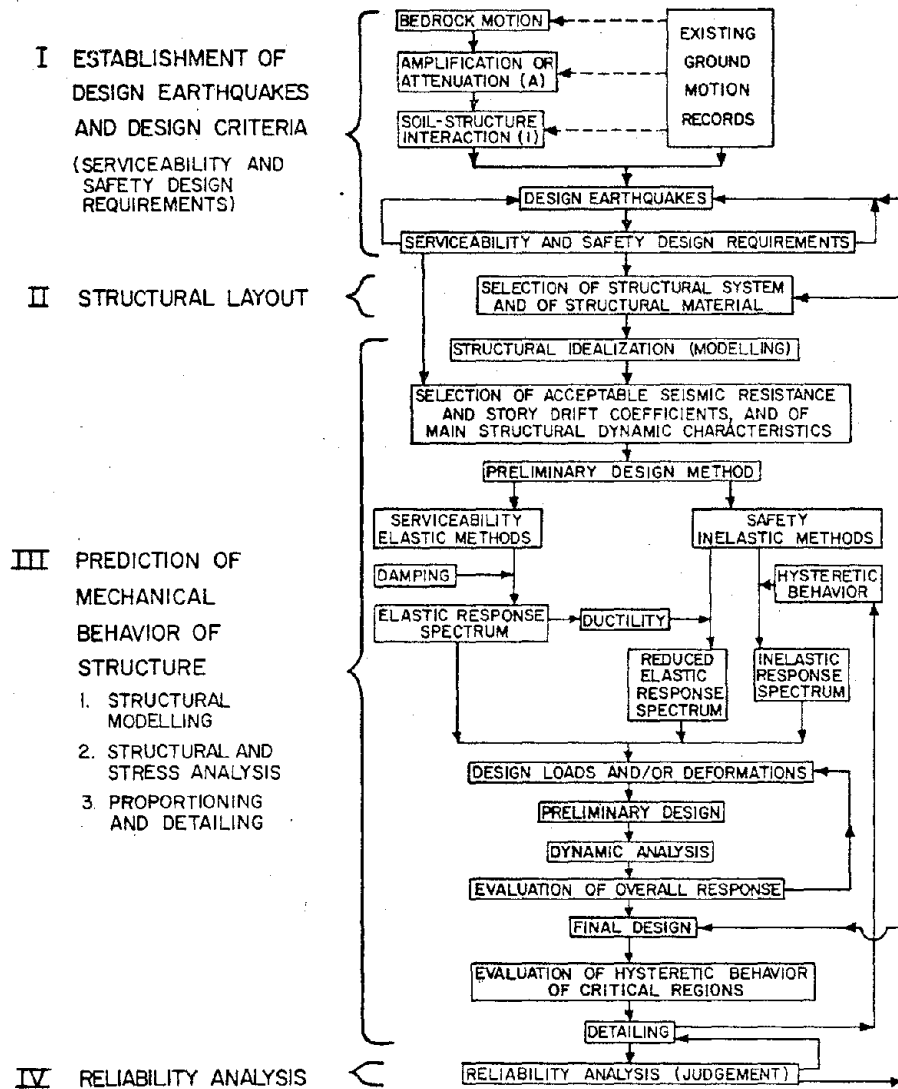 I ESTABLISHMENT OF
DESIGN EARTHQUAKES
AND DESIGN CRITERIA
(SERVICEABILITY AND
SAFETY DESIGN
REQUIREMENTS)
BEDROCK MOTION
AMPLIFICATION OR
ATTENUATION (A)
SOIL-STRUCTURE
INTERACTION (I)
EXISTING
GROUND
MOTION
RECORDS
DESIGN EARTHQUAKES
SERVICEABILITY AND SAFETY DESIGN REQUIREMENTS
II STRUCTURAL LAYOUT
SELECTION OF STRUCTURAL SYSTEM
AND OF STRUCTURAL MATERIAL
III PREDICTION OF
MECHANICAL
BEHAVIOR OF
STRUCTURE
1. STRUCTURAL
MODELLING
2. STRUCTURAL AND
STRESS ANALYSIS
3. PROPORTIONING
AND DETAILING
STRUCTURAL IDEALIZATION (MODELLING)
SELECTION OF ACCEPTABLE SEISMIC RESISTANCE
AND STORY DRIFT COEFFICIENTS, AND OF
MAIN STRUCTURAL DYNAMIC CHARACTERISTICS
PRELIMINARY DESIGN METHOD
SERVICEABILITY
ELASTIC METHODS
SAFETY
INELASTIC METHODS
DAMPING
HYSTERETIC
BEHAVIOR
ELASTIC RESPONSE
SPECTRUM
DUCTILITY
REDUCED
ELASTIC
RESPONSE
SPECTRUM
INELASTIC
RESPONSE
SPECTRUM
DESIGN LOADS AND/OR DEFORMATIONS
PRELIMINARY DESIGN
DYNAMIC ANALYSIS
EVALUATION OF OVERALL RESPONSE
FINAL DESIGN
EVALUATION OF HYSTERETIC BEHAVIOR
OF CRITICAL REGIONS
DETAILING
IV RELIABILITY ANALYSIS
RELIABILITY ANALYSIS (JUDGEMENT)